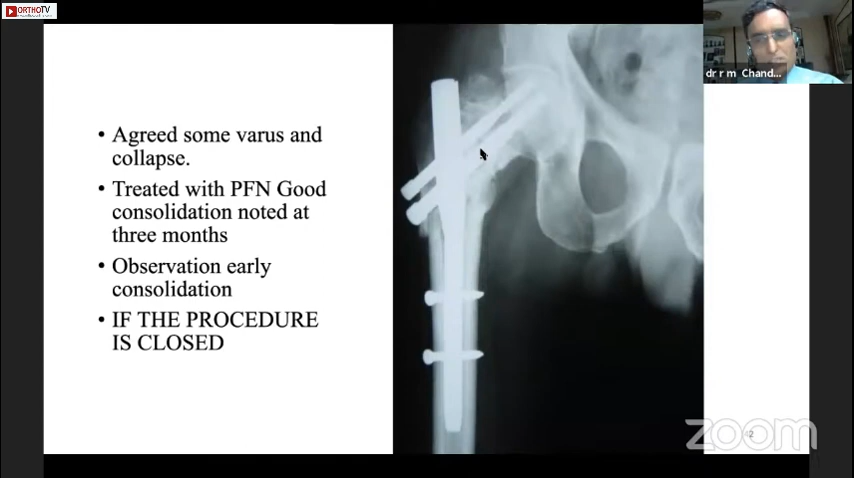 ORTHOTV
dr r m Chand...
• Agreed some varus and
collapse.
• Treated with PFN Good
consolidation noted at
three months
• Observation early
consolidation
• IF THE PROCEDURE
IS CLOSED
zoom
42